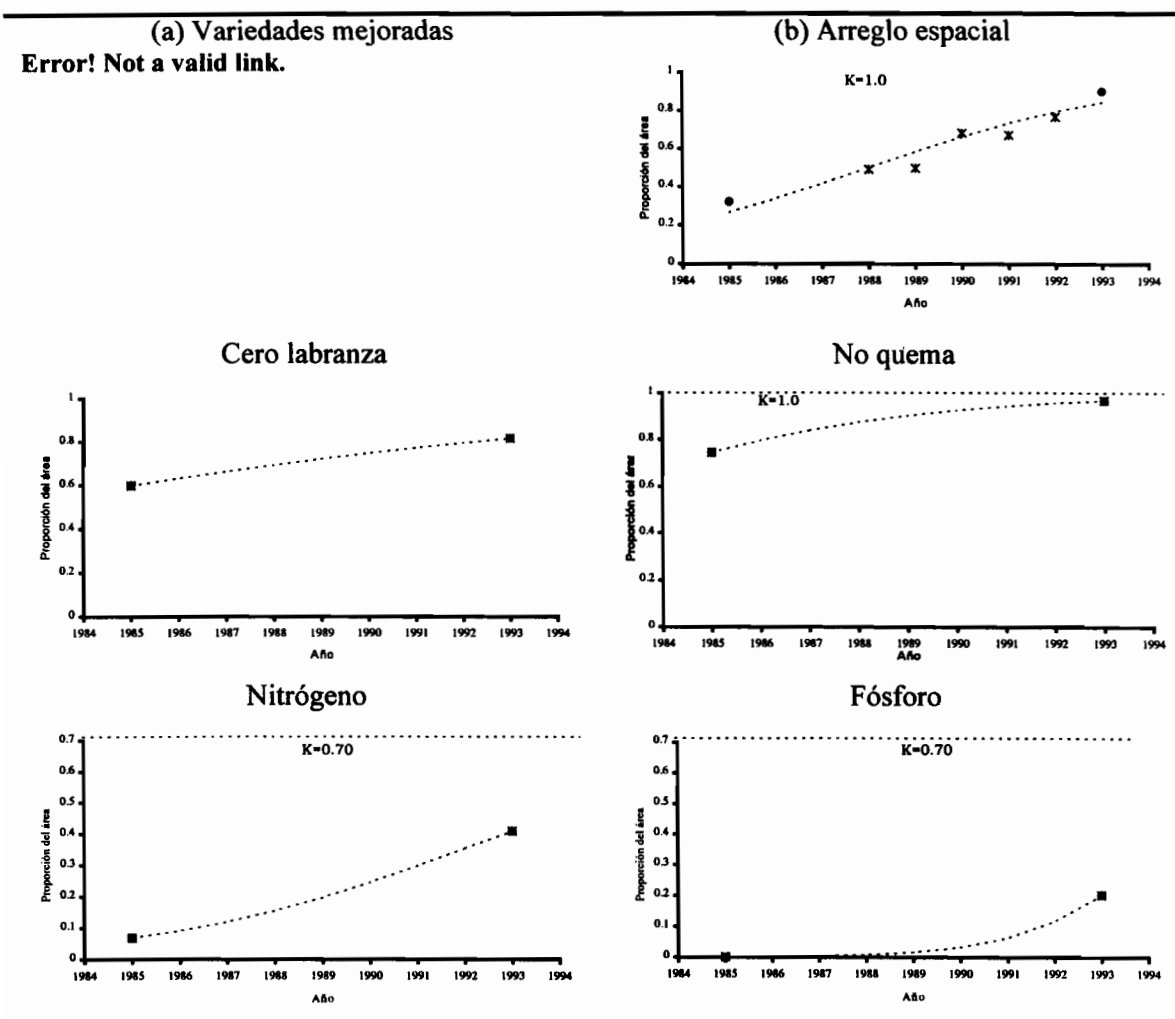 (a) Variedades mejoradas
Error! Not a valid link.
(b) Arreglo espacial
K=1.0
Proporción del área
1
0.8
0.6
0.4
0.2
0
1984 1985 1986 1987 1988 1989 1990 1991 1992 1993 1994
Año
Cero labranza
Proporción del área
1
0.8
0.6
0.4
0.2
0
1984 1985 1986 1987 1988 1989 1990 1991 1992 1993 1994
Año
No quema
K=1.0
Proporción del área
1
0.8
0.6
0.4
0.2
0
1984 1985 1986 1987 1988 1989 1990 1991 1992 1993 1994
Año
Nitrógeno
K=0.70
Proporción del área
0.7
0.6
0.5
0.4
0.3
0.2
0.1
0
1984 1985 1986 1987 1988 1989 1990 1991 1992 1993 1994
Año
Fósforo
K=0.70
Proporción del área
0.7
0.6
0.5
0.4
0.3
0.2
0.1
0
1984 1985 1986 1987 1988 1989 1990 1991 1992 1993 1994
Año